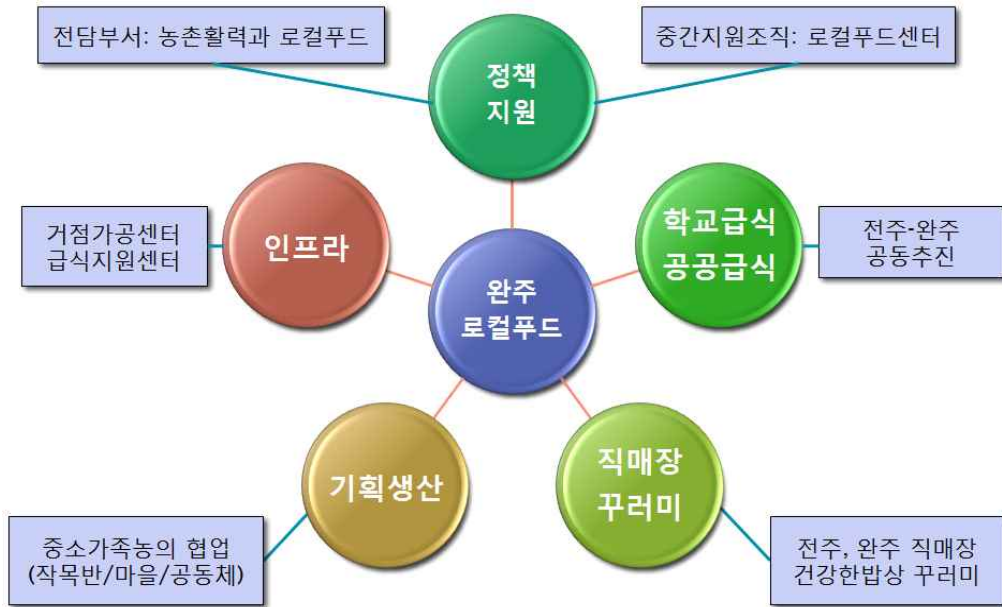 전담부서: 농촌활력과 로컬푸드
중간지원조직: 로컬푸드센터
정책
지원
거점가공센터
급식지원센터
인프라
학교급식
공공급식
전주-완주
공동추진
완주
로컬푸드
기획생산
직매장
꾸러미
중소가족농의 협업
(작목반/마을/공동체)
전주, 완주 직매장
건강한밥상 꾸러미